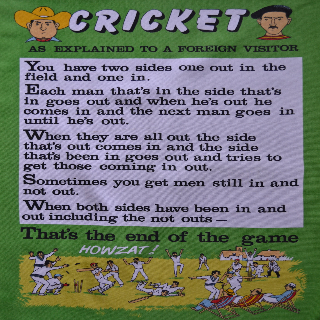 CRICKET
AS EXPLAINED TO A FOREIGN VISITOR
You have two sides one out in the
field and one in.
Each man that's in the side that's
in goes out and when he's out he
comes in and the next man goes in
until he's out.
When they are all out the side
that's out comes in and the side
that's been in goes out and tries to
get those coming in out.
Sometimes you get men still in and
not out.
When both sides have been in and
out including the not outs —
That's the end of the game
HOWZAT!